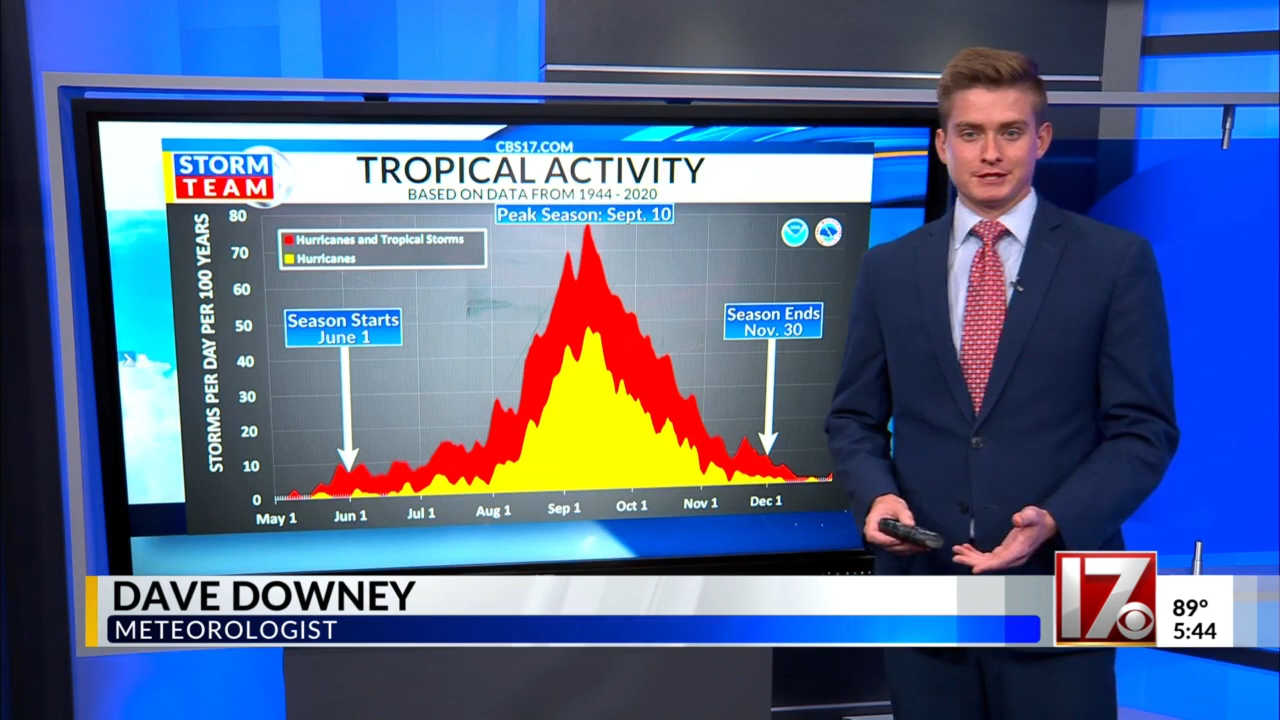 CBS17.COM
STORM
TEAM
TROPICAL ACTIVITY
BASED ON DATA FROM 1944 - 2020
Peak Season: Sept. 10
Hurricanes and Tropical Storms
Hurricanes
Season Starts
June 1
Season Ends
Nov. 30
STORMS PER DAY PER 100 YEARS
80
70
60
50
40
30
20
10
0
May 1 Jun 1 Jul 1 Aug 1 Sep 1 Oct 1 Nov 1 Dec 1
DAVE DOWNEY
METEOROLOGIST
17
89°
5:44